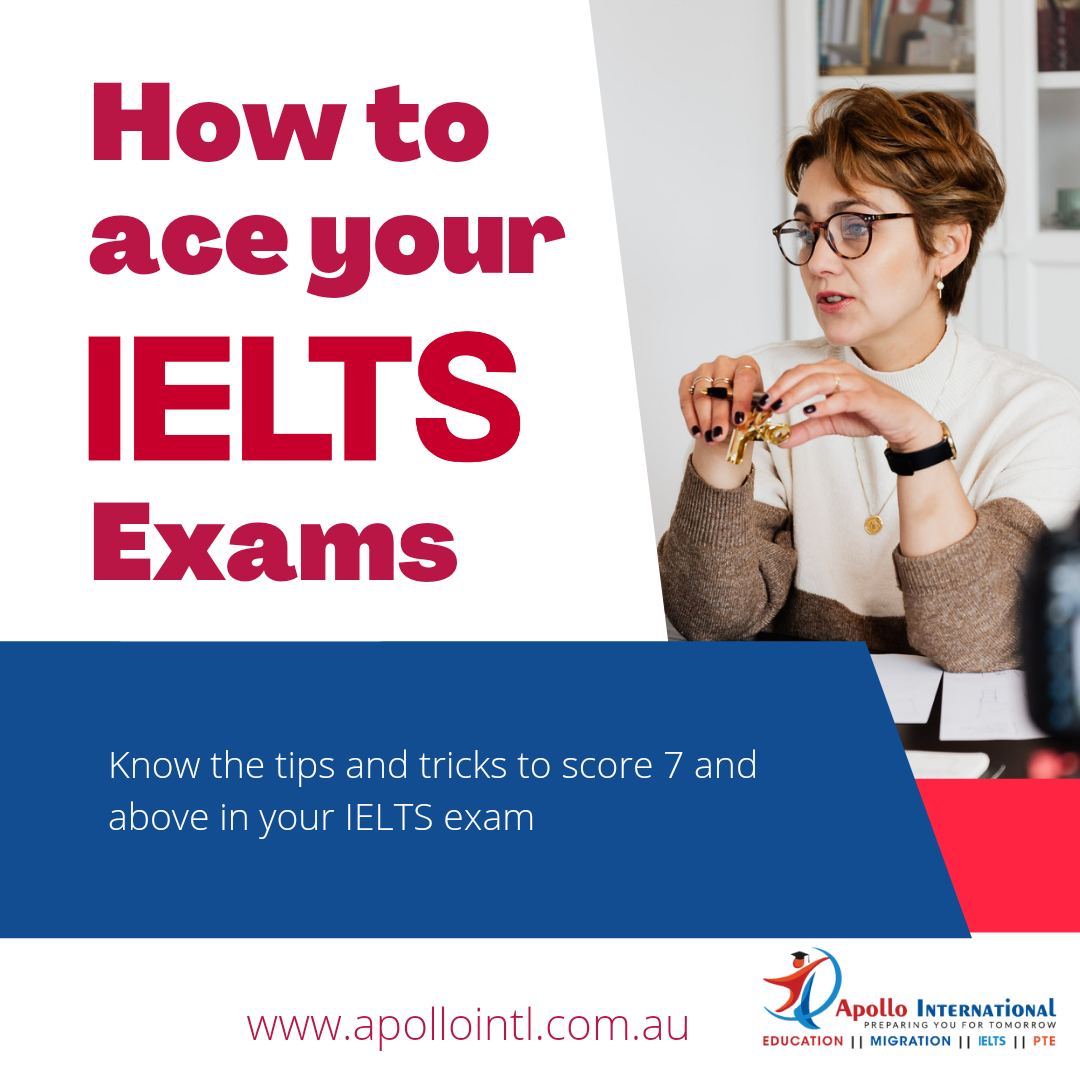 How to
ace your
IELTS
Exams
Know the tips and tricks to score 7 and
above in your IELTS exam
www.apollointl.com.au
Apollo International
PREPARING YOU FOR TOMORROW
EDUCATION || MIGRATION || IELTS || PTE